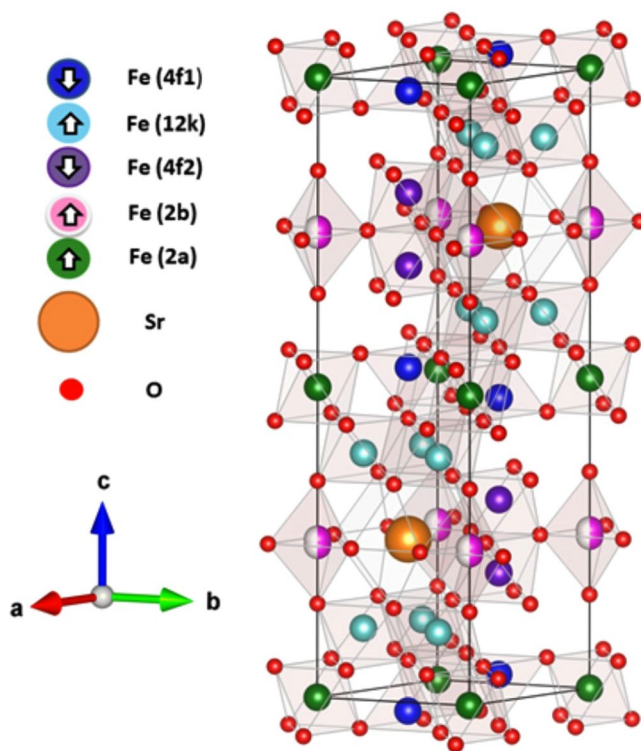 Fe (4f1)
Fe (12k)
Fe (4f2)
Fe (2b)
Fe (2a)
Sr
O
c
a
b